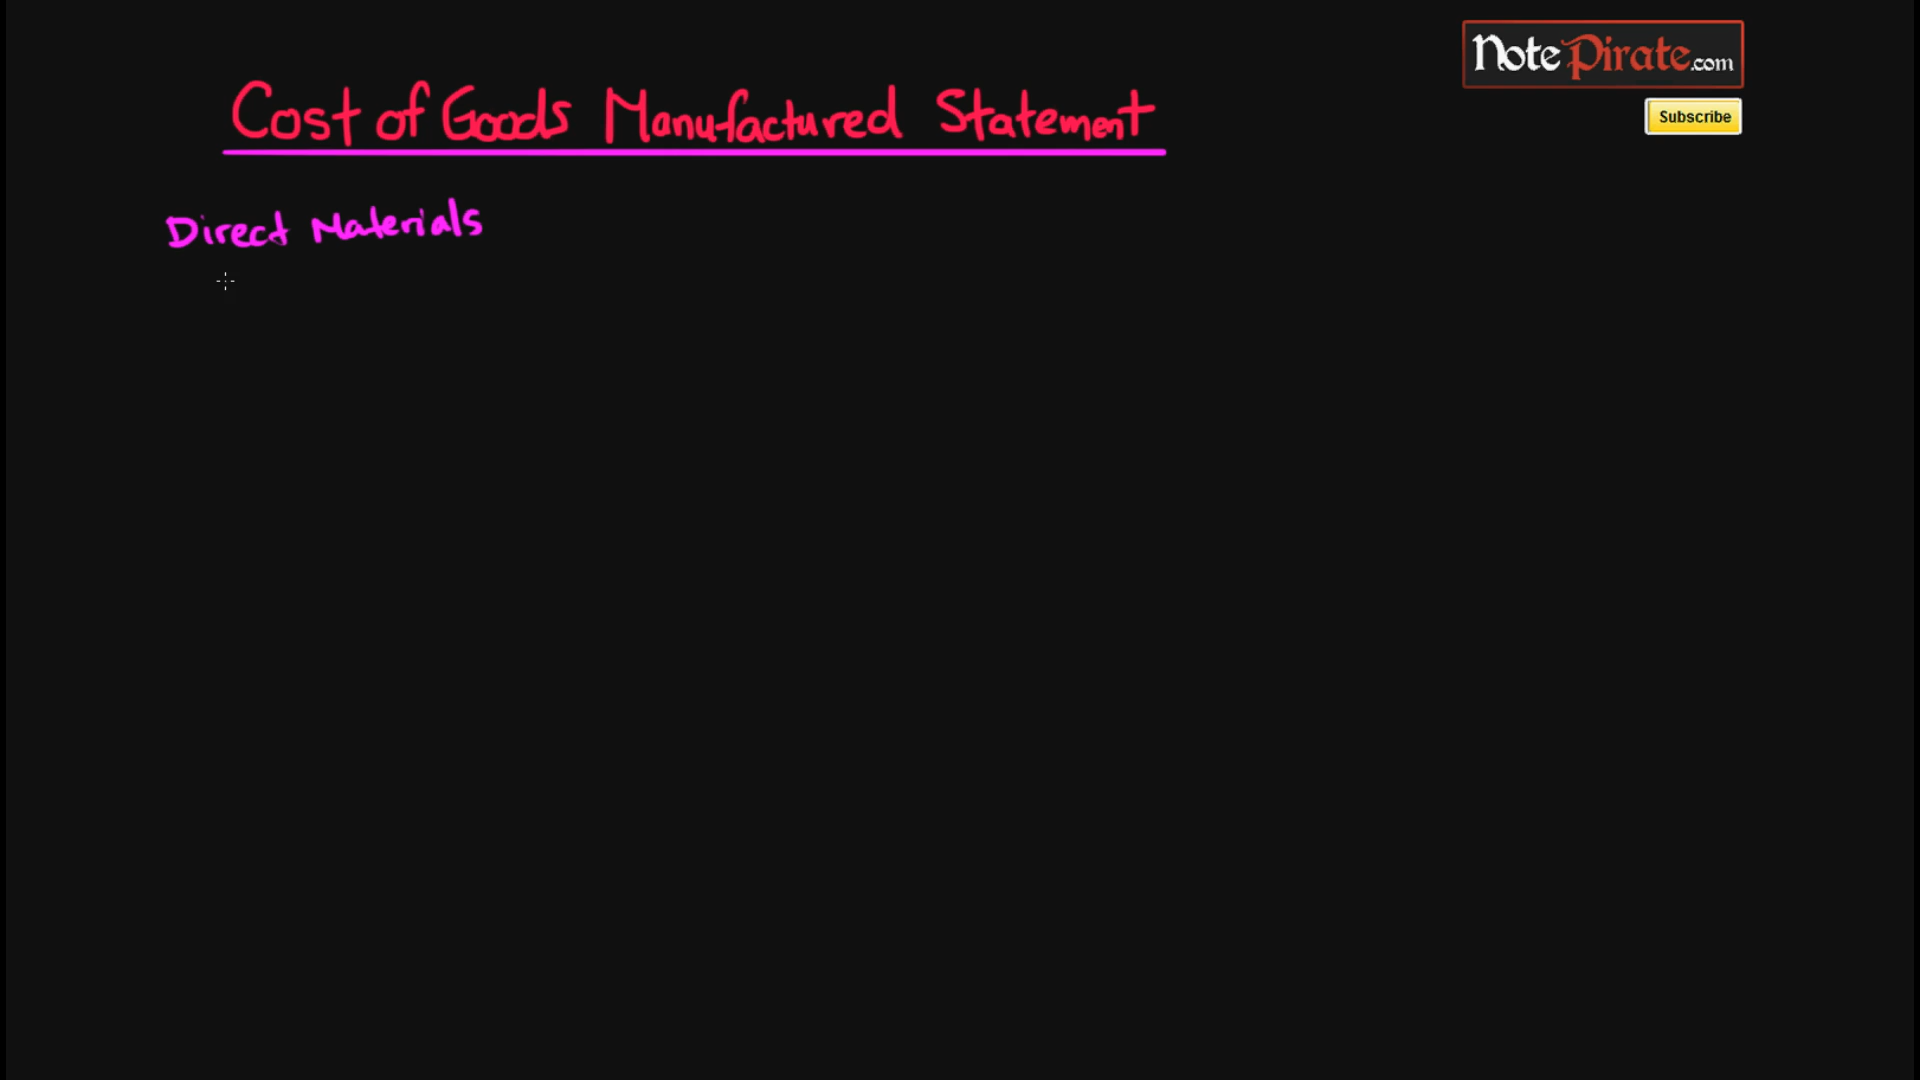 NotePirate.com
Subscribe
Cost of Goods Manufactured Statement
Direct Materials